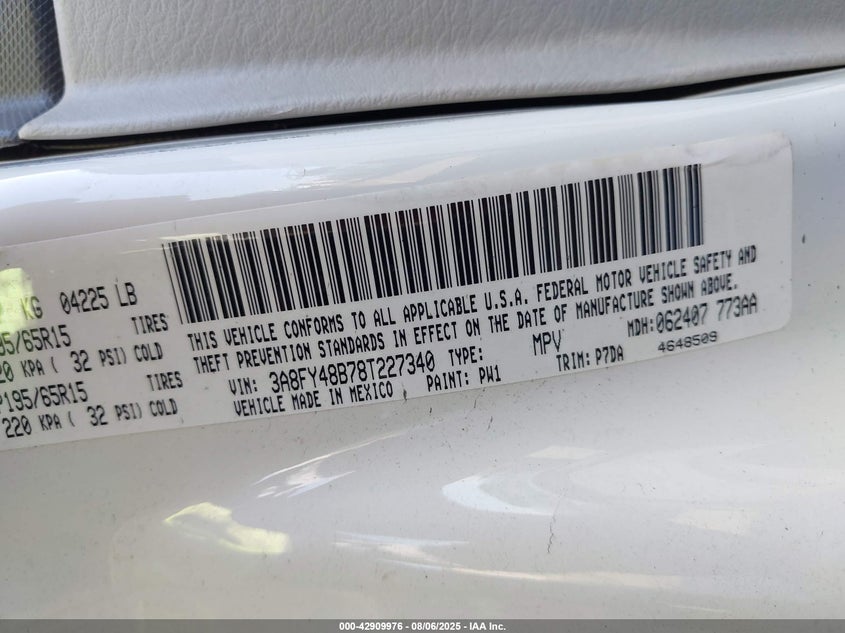 KG 04225 LB
95/65R15 TIRES
20 KPA ( 32 PSI) COLD
P195/65R15 TIRES
220 KPA ( 32 PSI) COLD
THIS VEHICLE CONFORMS TO ALL APPLICABLE U.S.A. FEDERAL MOTOR VEHICLE SAFETY AND
THEFT PREVENTION STANDARDS IN EFFECT ON THE DATE OF MANUFACTURE SHOWN ABOVE.
VIN: 3A8FY48B78T227340 TYPE: MPV MDH:062407 773AA
VEHICLE MADE IN MEXICO PAINT: PW1 TRIM: P7DA 4648509
000-42909976 - 08/06/2025 - IAA Inc.